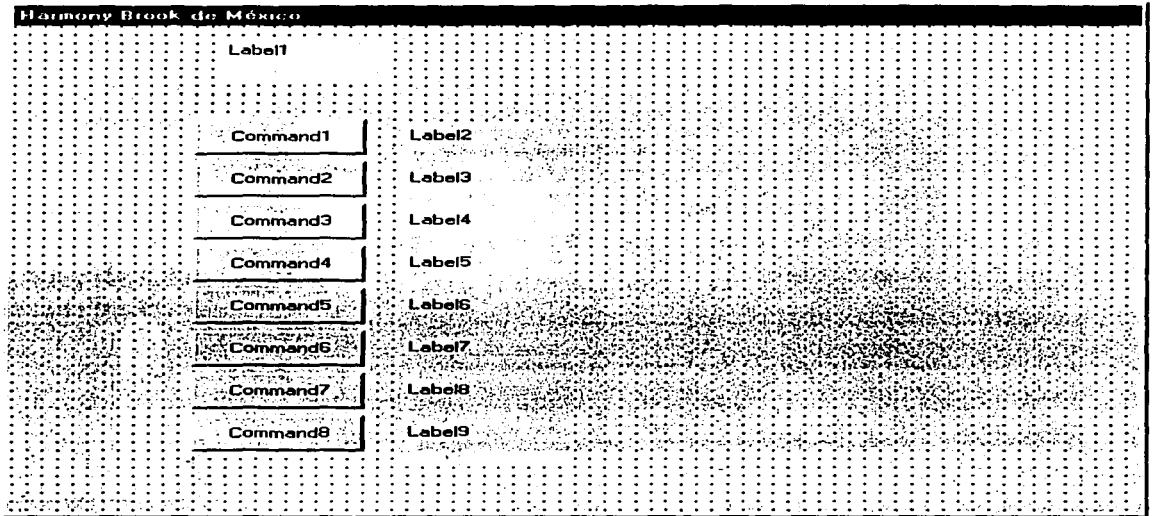 Harmony Brook de México
Label1
Command1 Label2
Command2 Label3
Command3 Label4
Command4 Label5
Command5 Label6
Command6 Label7
Command7 Label8
Command8 Label9